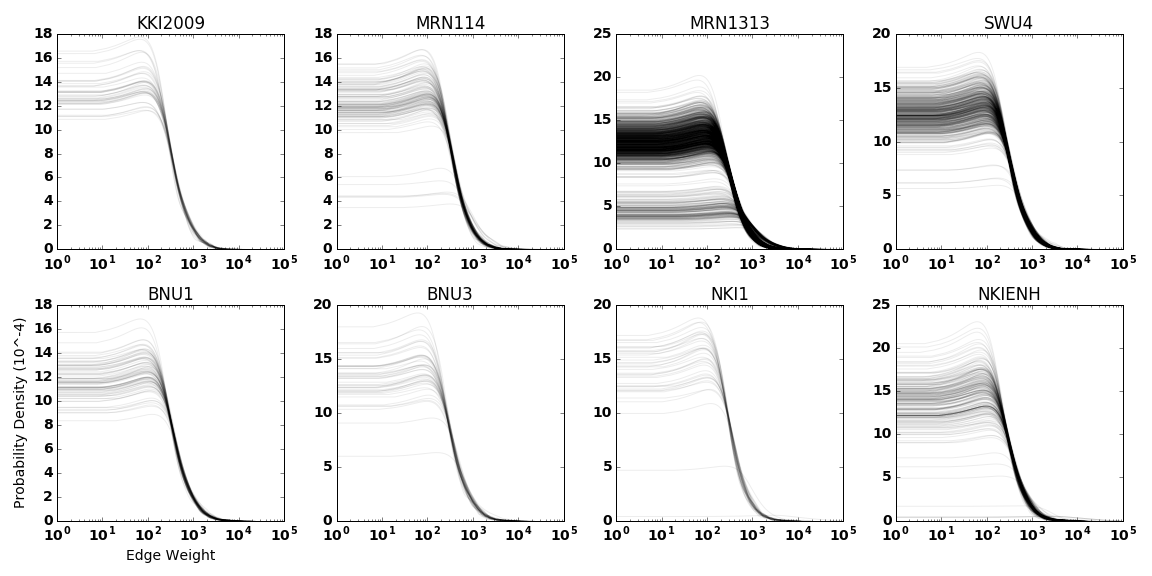 KKI2009 MRN114 MRN1313 SWU4
18 18 25 20
16 16
14 14 20
15
12 12
15
10 10
10
8 8
10
6 6
4 4 5
5
2 2
0 0 0 0
10^0 10^1 10^2 10^3 10^4 10^5 10^0 10^1 10^2 10^3 10^4 10^5 10^0 10^1 10^2 10^3 10^4 10^5 10^0 10^1 10^2 10^3 10^4 10^5
BNU1 BNU3 NKI1 NKIENH
18 20 20 25
16
14 20
15 15
12
15
10
10 10
8
10
6
5 5
4 5
2
0 0 0 0
10^0 10^1 10^2 10^3 10^4 10^5 10^0 10^1 10^2 10^3 10^4 10^5 10^0 10^1 10^2 10^3 10^4 10^5 10^0 10^1 10^2 10^3 10^4 10^5
Probability Density (10^-4)
Edge Weight